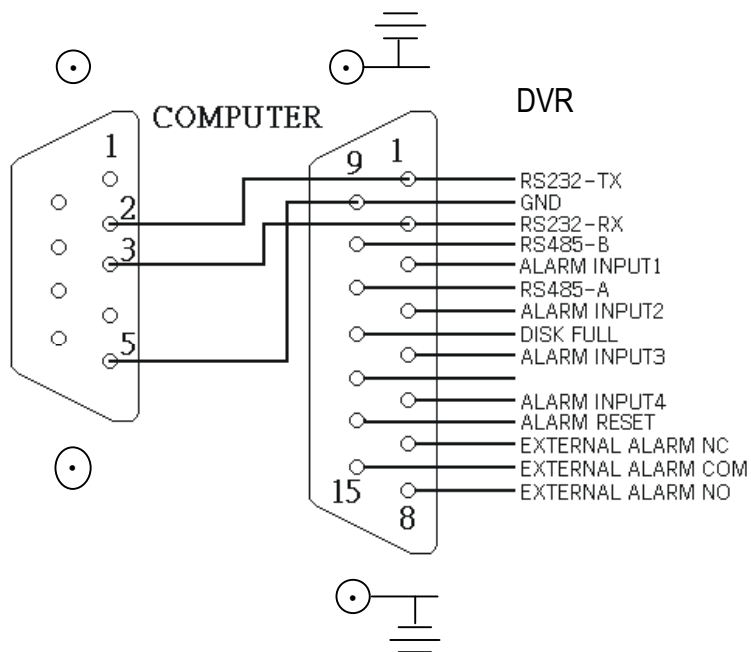 DVR
COMPUTER
1
2
3
5
9
1
15
8
RS232-TX
GND
RS232-RX
RS485-B
ALARM INPUT1
RS485-A
ALARM INPUT2
DISK FULL
ALARM INPUT3
ALARM INPUT4
ALARM RESET
EXTERNAL ALARM NC
EXTERNAL ALARM COM
EXTERNAL ALARM NO